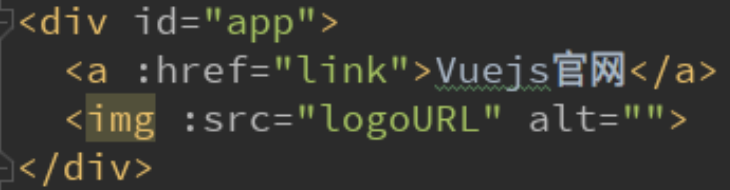 <div id="app">
<a :href="link">Vuejs官网</a>
<img :src="logoURL" alt="">
</div>